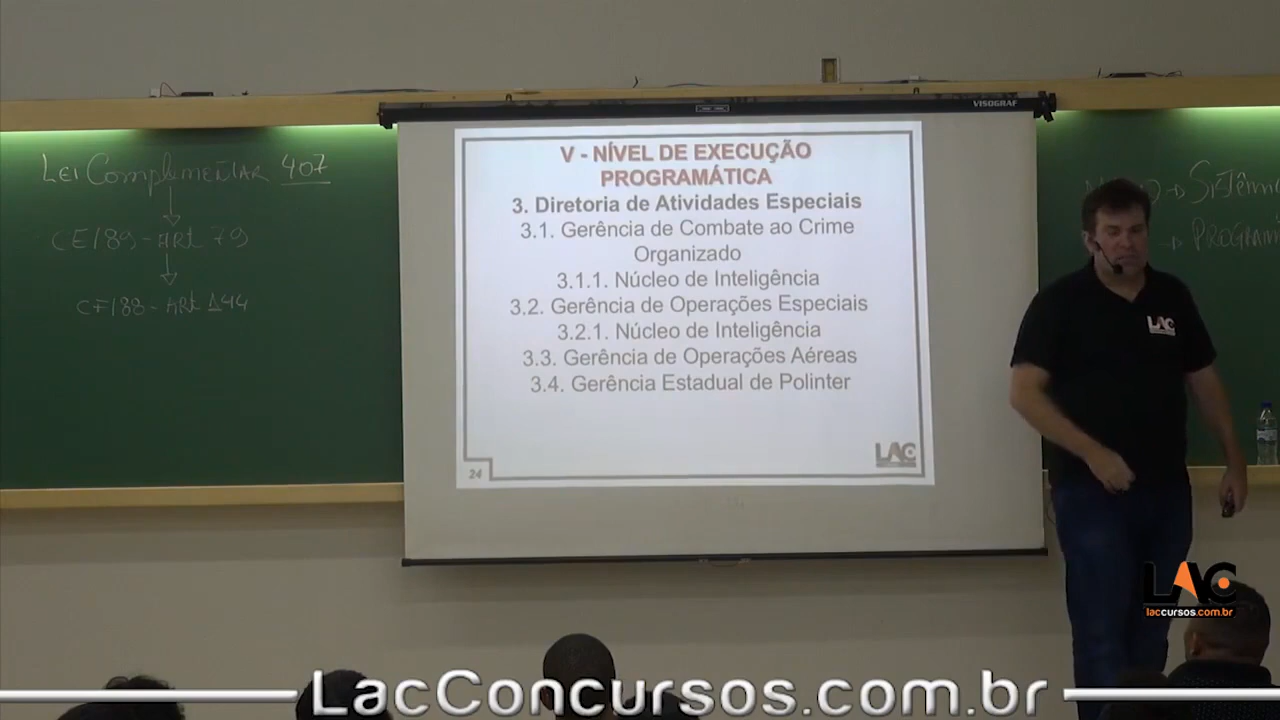 VISOGRAF
LEI COMPLEMENTAR 407
CE/89 - ARt 79
CF/88 - ARt 144
V - NÍVEL DE EXECUÇÃO
PROGRAMÁTICA
3. Diretoria de Atividades Especiais
3.1. Gerência de Combate ao Crime
Organizado
3.1.1. Núcleo de Inteligência
3.2. Gerência de Operações Especiais
3.2.1. Núcleo de Inteligência
3.3. Gerência de Operações Aéreas
3.4. Gerência Estadual de Polinter
24
LAC
LAC
LAC
laccursos.com.br
LacConcursos.com.br